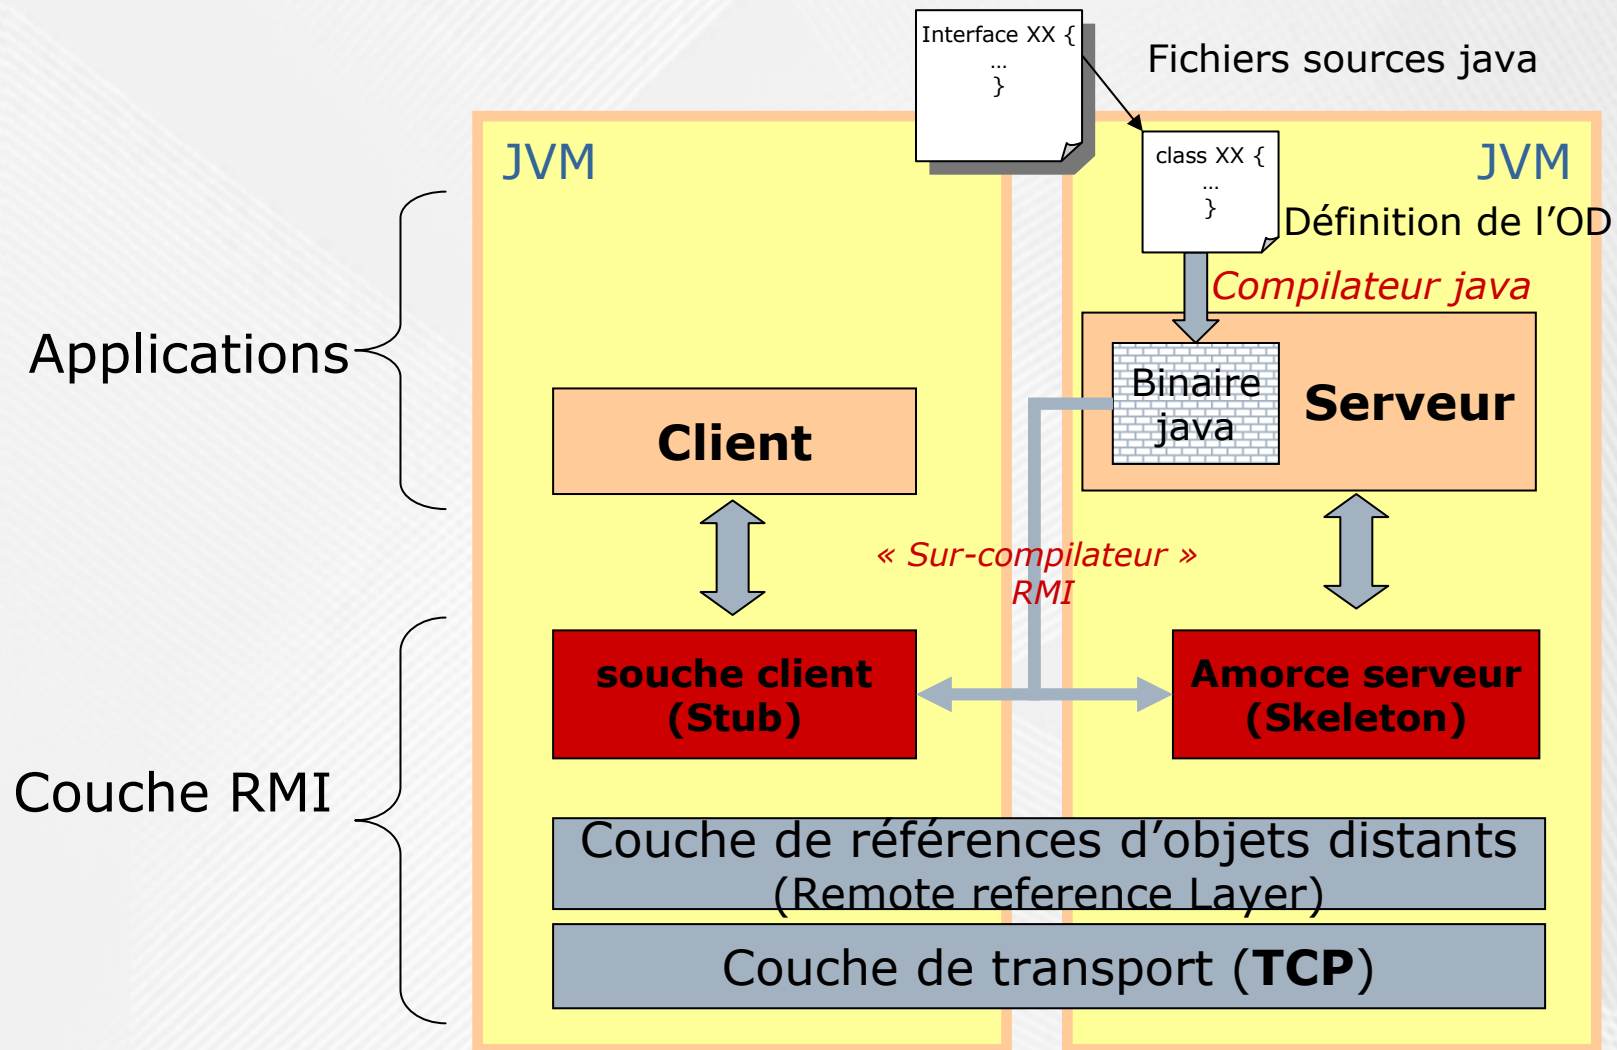 Interface XX {
…
}
Fichiers sources java
JVM
class XX {
…
}
JVM
Définition de l’OD
Compilateur java
Applications
Binaire
java
Serveur
Client
« Sur-compilateur »
RMI
souche client
(Stub)
Amorce serveur
(Skeleton)
Couche RMI
Couche de références d’objets distants
(Remote reference Layer)
Couche de transport (TCP)